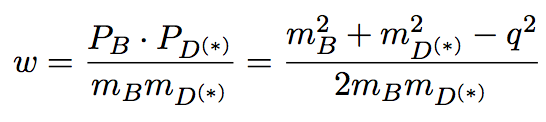 w = \frac{P_B \cdot P_{D^{(*)}}}{m_B m_{D^{(*)}}} = \frac{m_B^2 + m_{D^{(*)}}^2 - q^2}{2 m_B m_{D^{(*)}}}